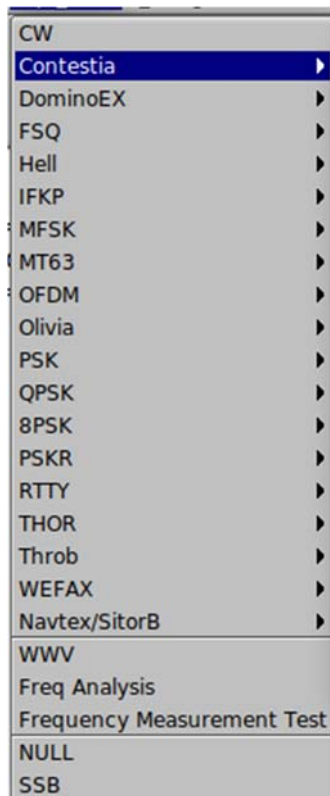 CW
Contestia
DominoEX
FSQ
Hell
IFKP
MFSK
MT63
OFDM
Olivia
PSK
QPSK
8PSK
PSKR
RTTY
THOR
Throb
WEFAX
Navtex/SitorB
WWV
Freq Analysis
Frequency Measurement Test
NULL
SSB